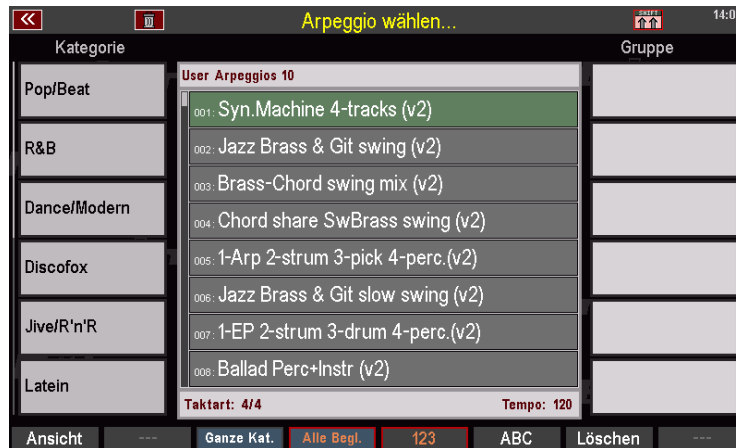 Arpeggio wählen...
SHIFT
14:0
Kategorie
Gruppe
Pop/Beat
R&B
Dance/Modern
Discofox
Jive/R'n'R
Latein
User Arpeggios 10
001: Syn.Machine 4-tracks (v2)
002: Jazz Brass & Git swing (v2)
003: Brass-Chord swing mix (v2)
004: Chord share SwBrass swing (v2)
005: 1-Arp 2-strum 3-pick 4-perc.(v2)
006: Jazz Brass & Git slow swing (v2)
007: 1-EP 2-strum 3-drum 4-perc.(v2)
008: Ballad Perc+Instr (v2)
Taktart: 4/4 Tempo: 120
Ansicht --- Ganze Kat. Alle Begl. 123 ABC Löschen ---